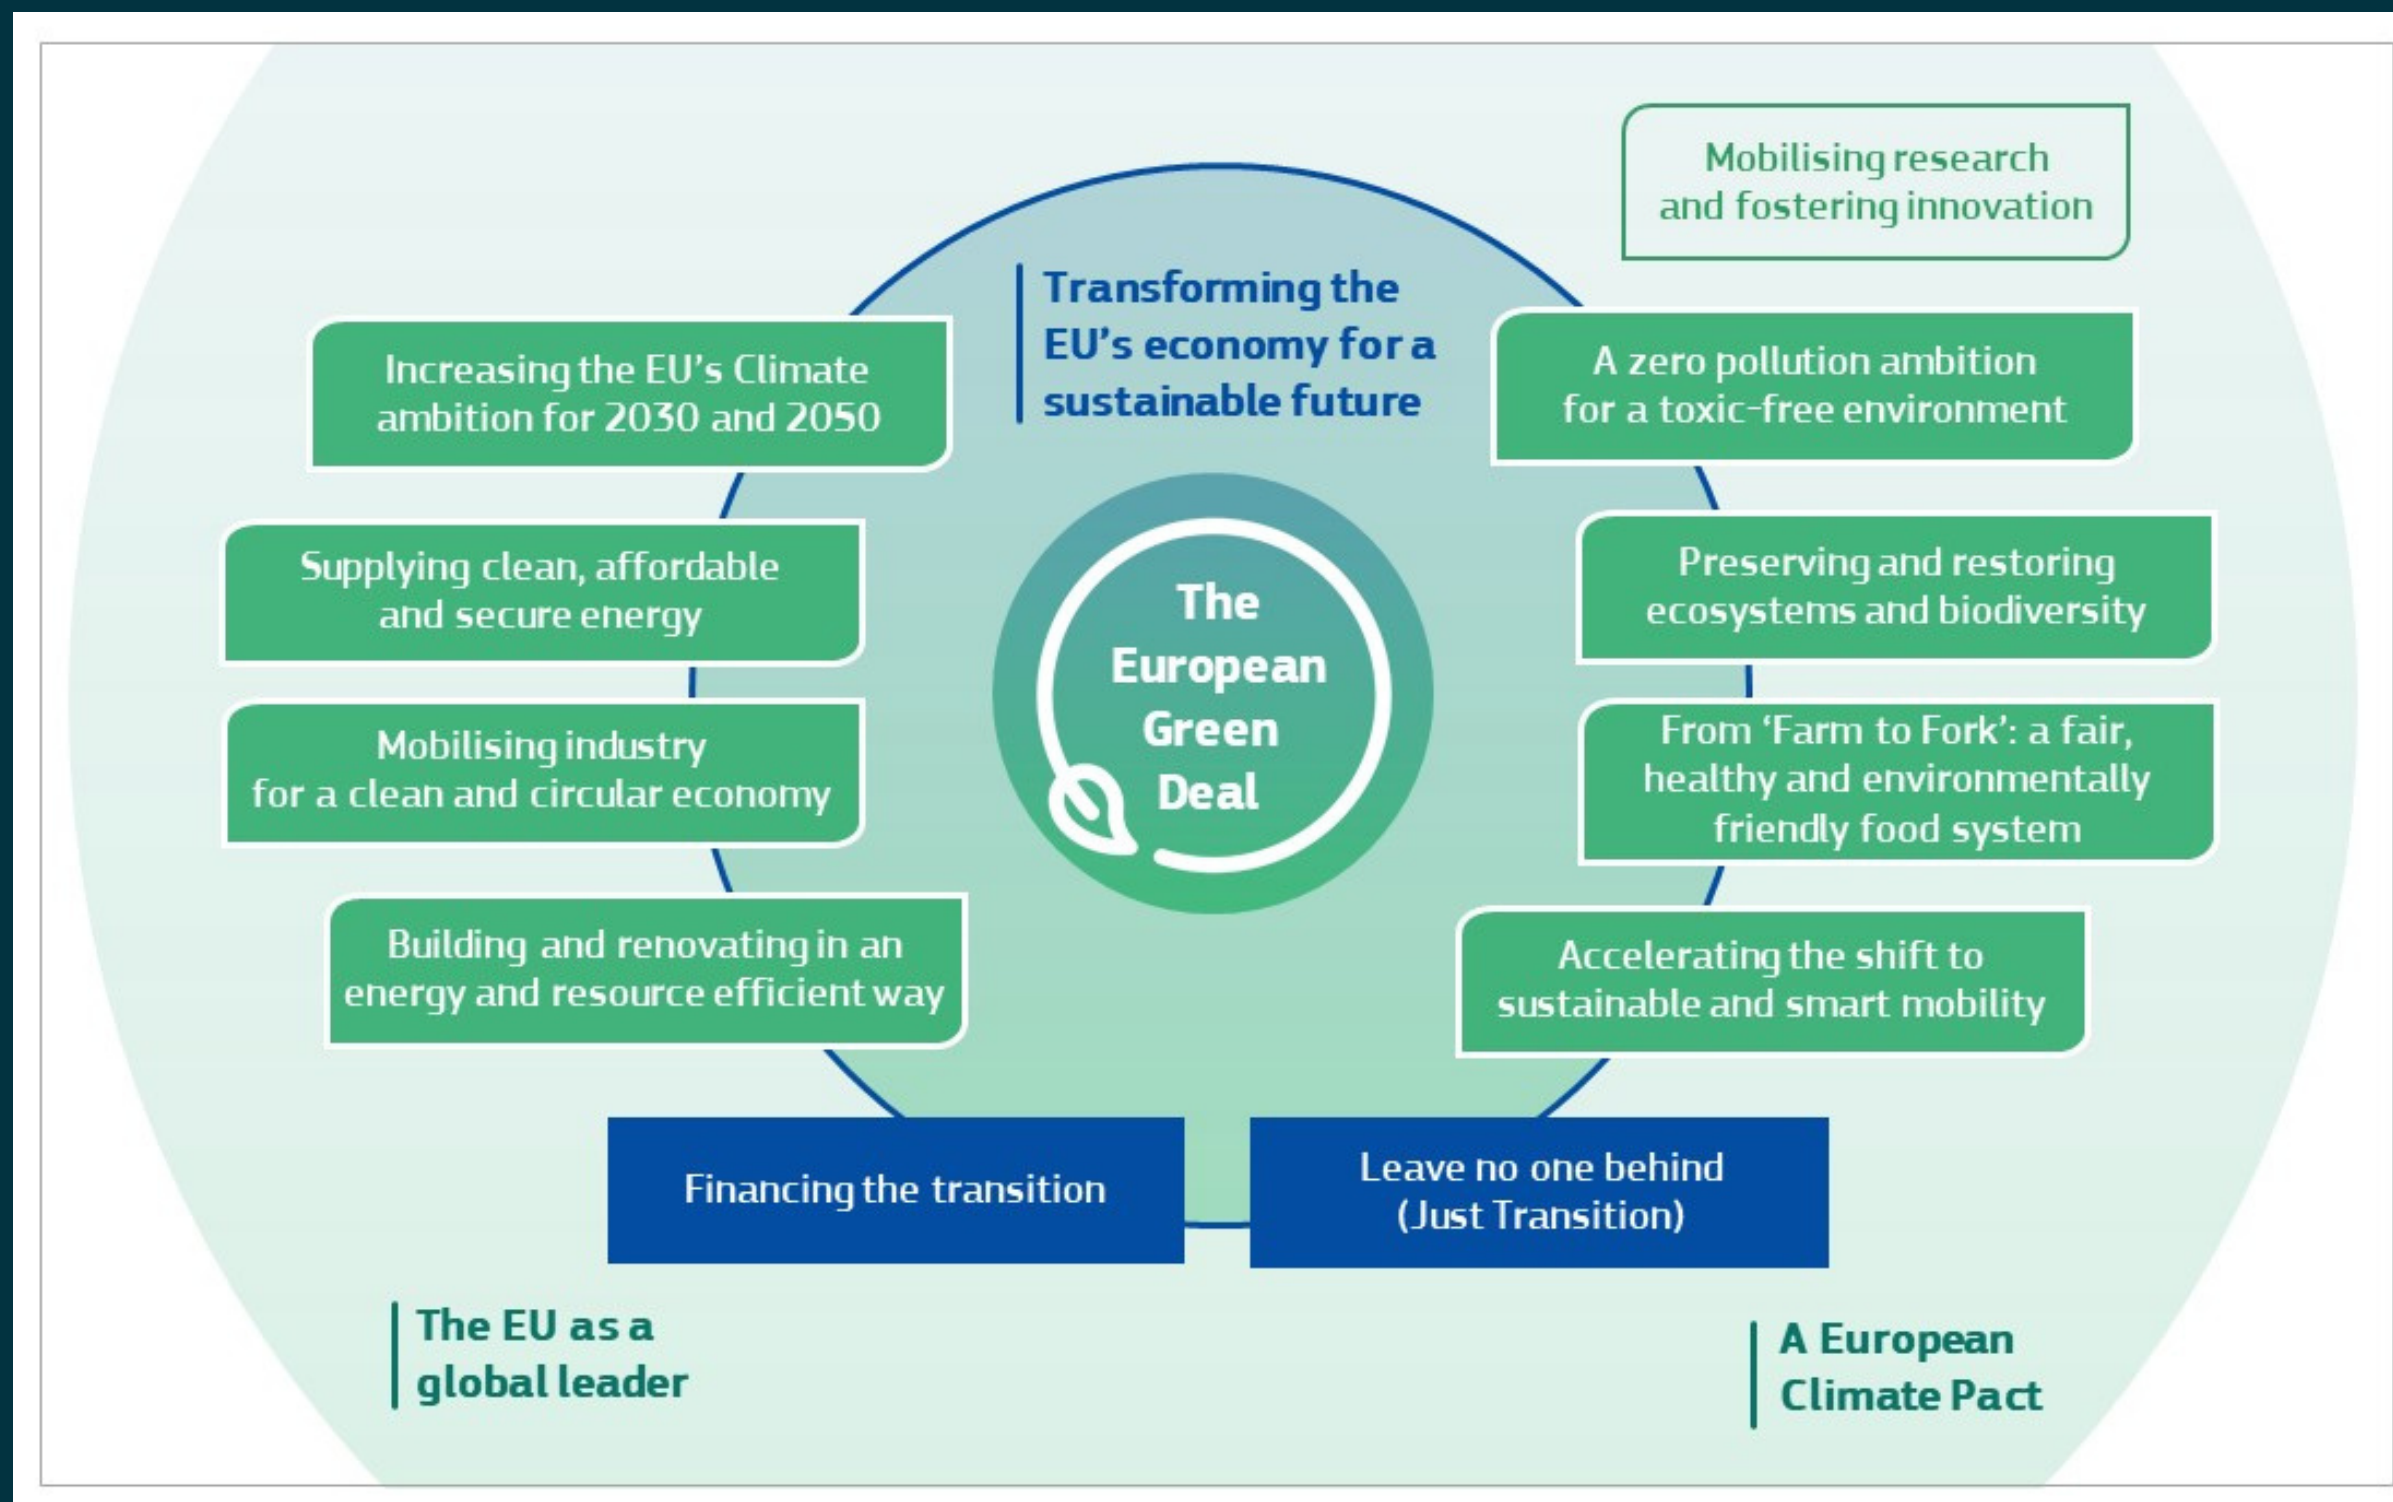 Mobilising research
and fostering innovation
Transforming the
EU's economy for a
sustainable future
Increasing the EU's Climate
ambition for 2030 and 2050
Supplying clean, affordable
and secure energy
Mobilising industry
for a clean and circular economy
Building and renovating in an
energy and resource efficient way
The
European
Green
Deal
A zero pollution ambition
for a toxic-free environment
Preserving and restoring
ecosystems and biodiversity
From ‘Farm to Fork’: a fair,
healthy and environmentally
friendly food system
Accelerating the shift to
sustainable and smart mobility
Financing the transition
Leave no one behind
(Just Transition)
The EU as a
global leader
A European
Climate Pact